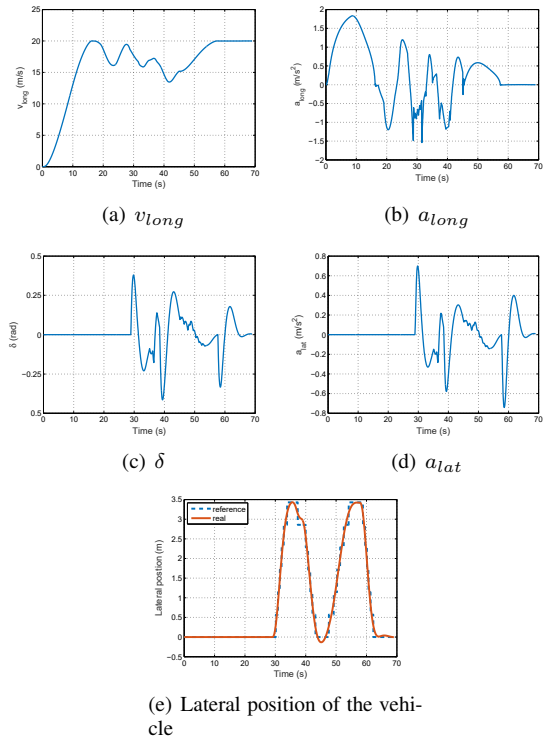 25
20
15
10
5
0
v_long (m/s)
0 10 20 30 40 50 60 70
Time (s)
(a) v_long
2
1.5
1
0.5
0
−0.5
−1
−1.5
−2
a_long (m/s²)
0 10 20 30 40 50 60 70
Time (s)
(b) a_long
0.5
0.25
0
−0.25
0.5
δ (rad)
0 10 20 30 40 50 60 70
Time (s)
(c) δ
0.8
0.6
0.4
0.2
0
−0.2
−0.4
−0.6
−0.8
a_lat (m/s²)
0 10 20 30 40 50 60 70
Time (s)
(d) a_lat
3.5
3
2.5
2
1.5
1
0.5
0
−0.5
Lateral position (m)
reference
real
0 10 20 30 40 50 60 70
Time (s)
(e) Lateral position of the vehi-
cle